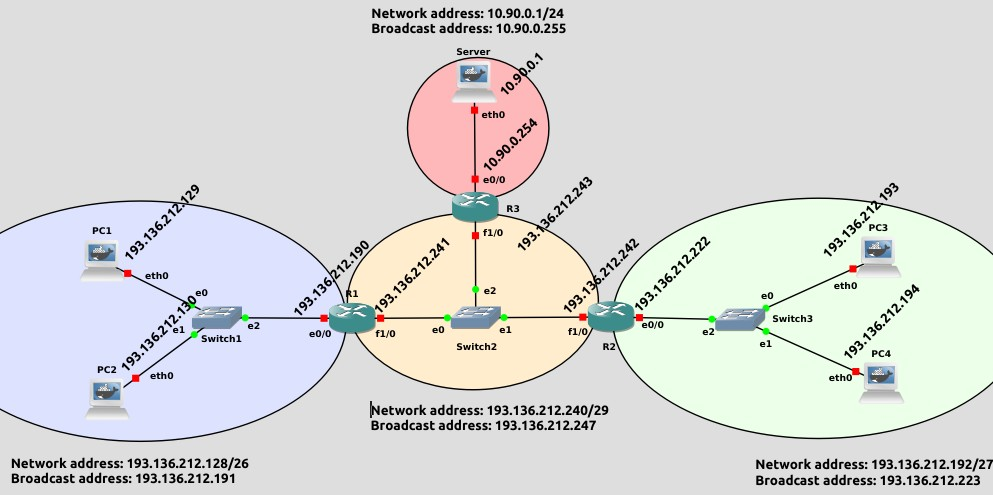 Network address: 10.90.0.1/24
Broadcast address: 10.90.0.255
Server
10.90.0.1
eth0
10.90.0.254
e0/0
R3
193.136.212.243
f1/0
193.136.212.129
PC1
eth0
e0
193.136.212.130
e1
Switch1
e2
PC2
eth0
193.136.212.190
R1
e0/0
193.136.212.241
f1/0
e2
e0
e1
Switch2
193.136.212.242
f1/0
R2
193.136.212.222
e0/0
193.136.212.193
PC3
eth0
e0
Switch3
e2
e1
193.136.212.194
PC4
eth0
Network address: 193.136.212.240/29
Broadcast address: 193.136.212.247
Network address: 193.136.212.128/26
Broadcast address: 193.136.212.191
Network address: 193.136.212.192/27
Broadcast address: 193.136.212.223